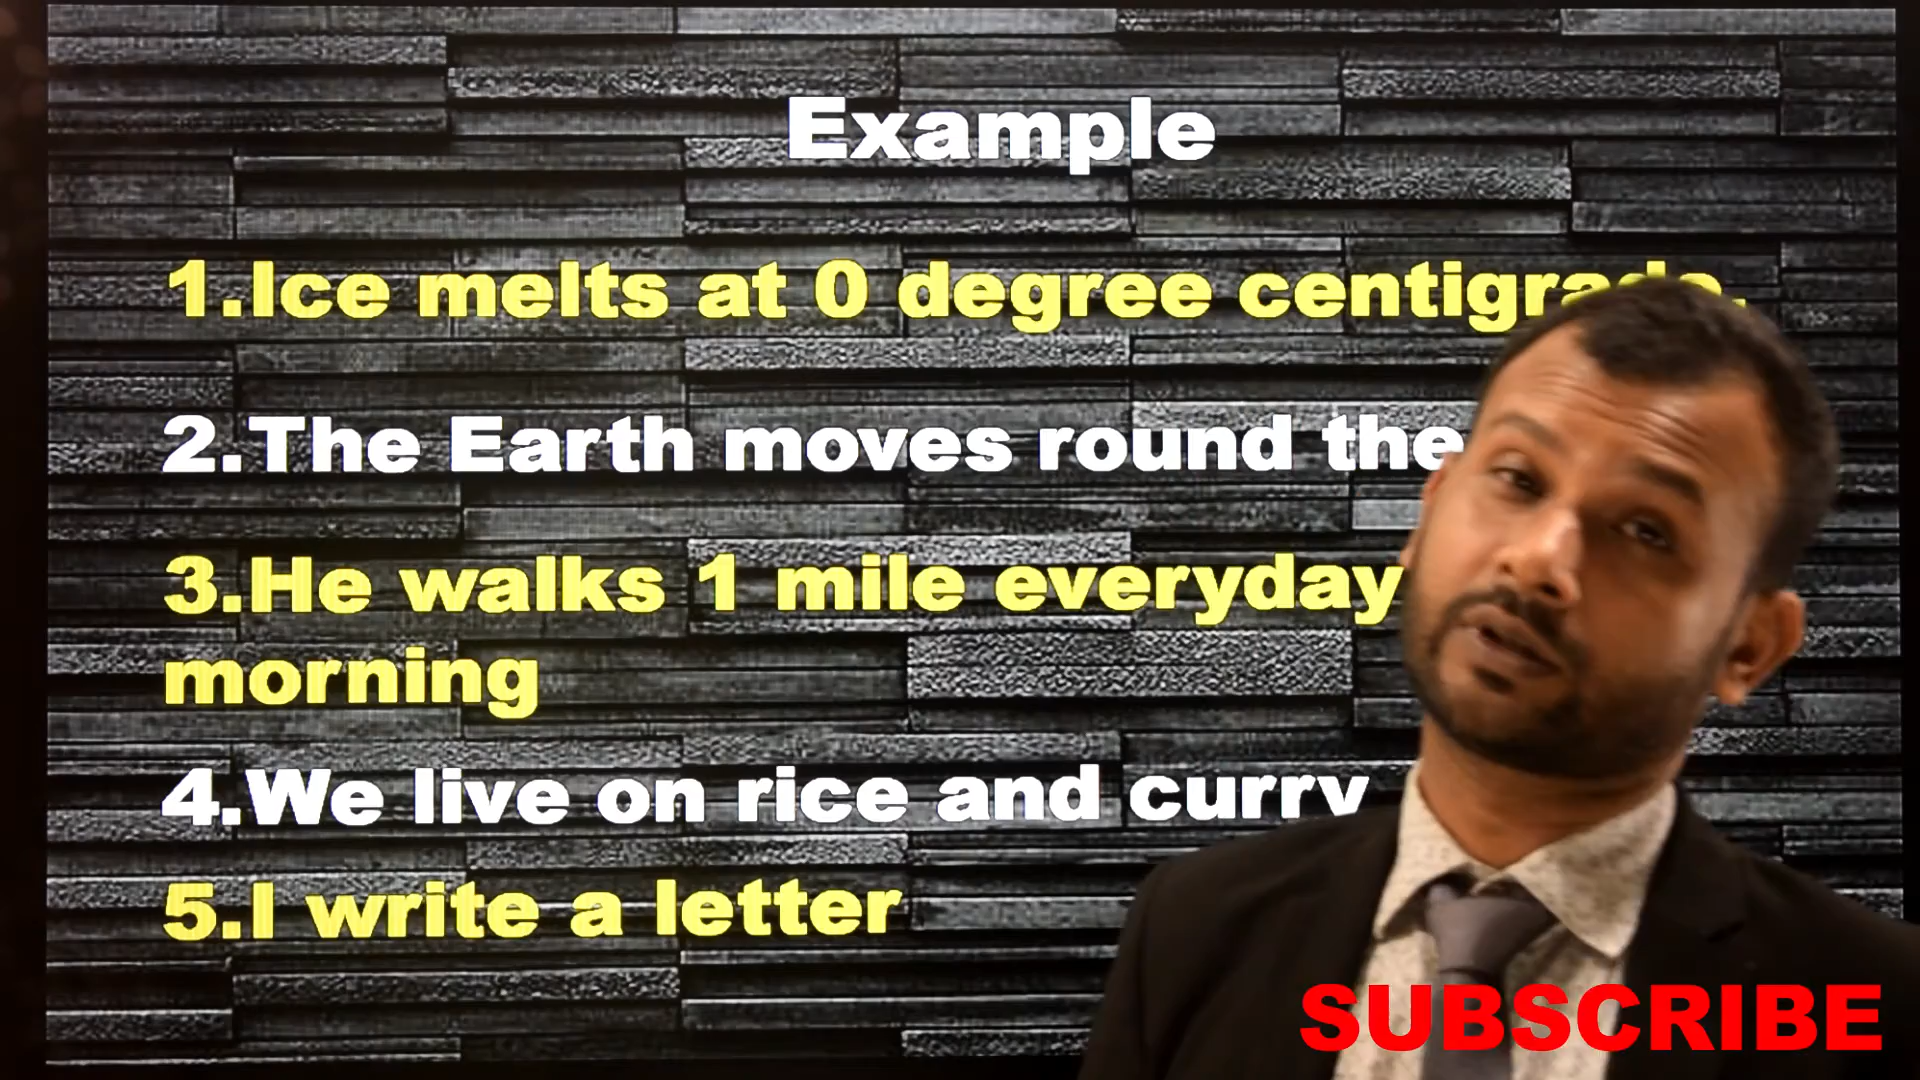 Example
1.Ice melts at 0 degree centigrade.
2.The Earth moves round the
3.He walks 1 mile everyday
morning
4.We live on rice and curry
5.I write a letter
SUBSCRIBE